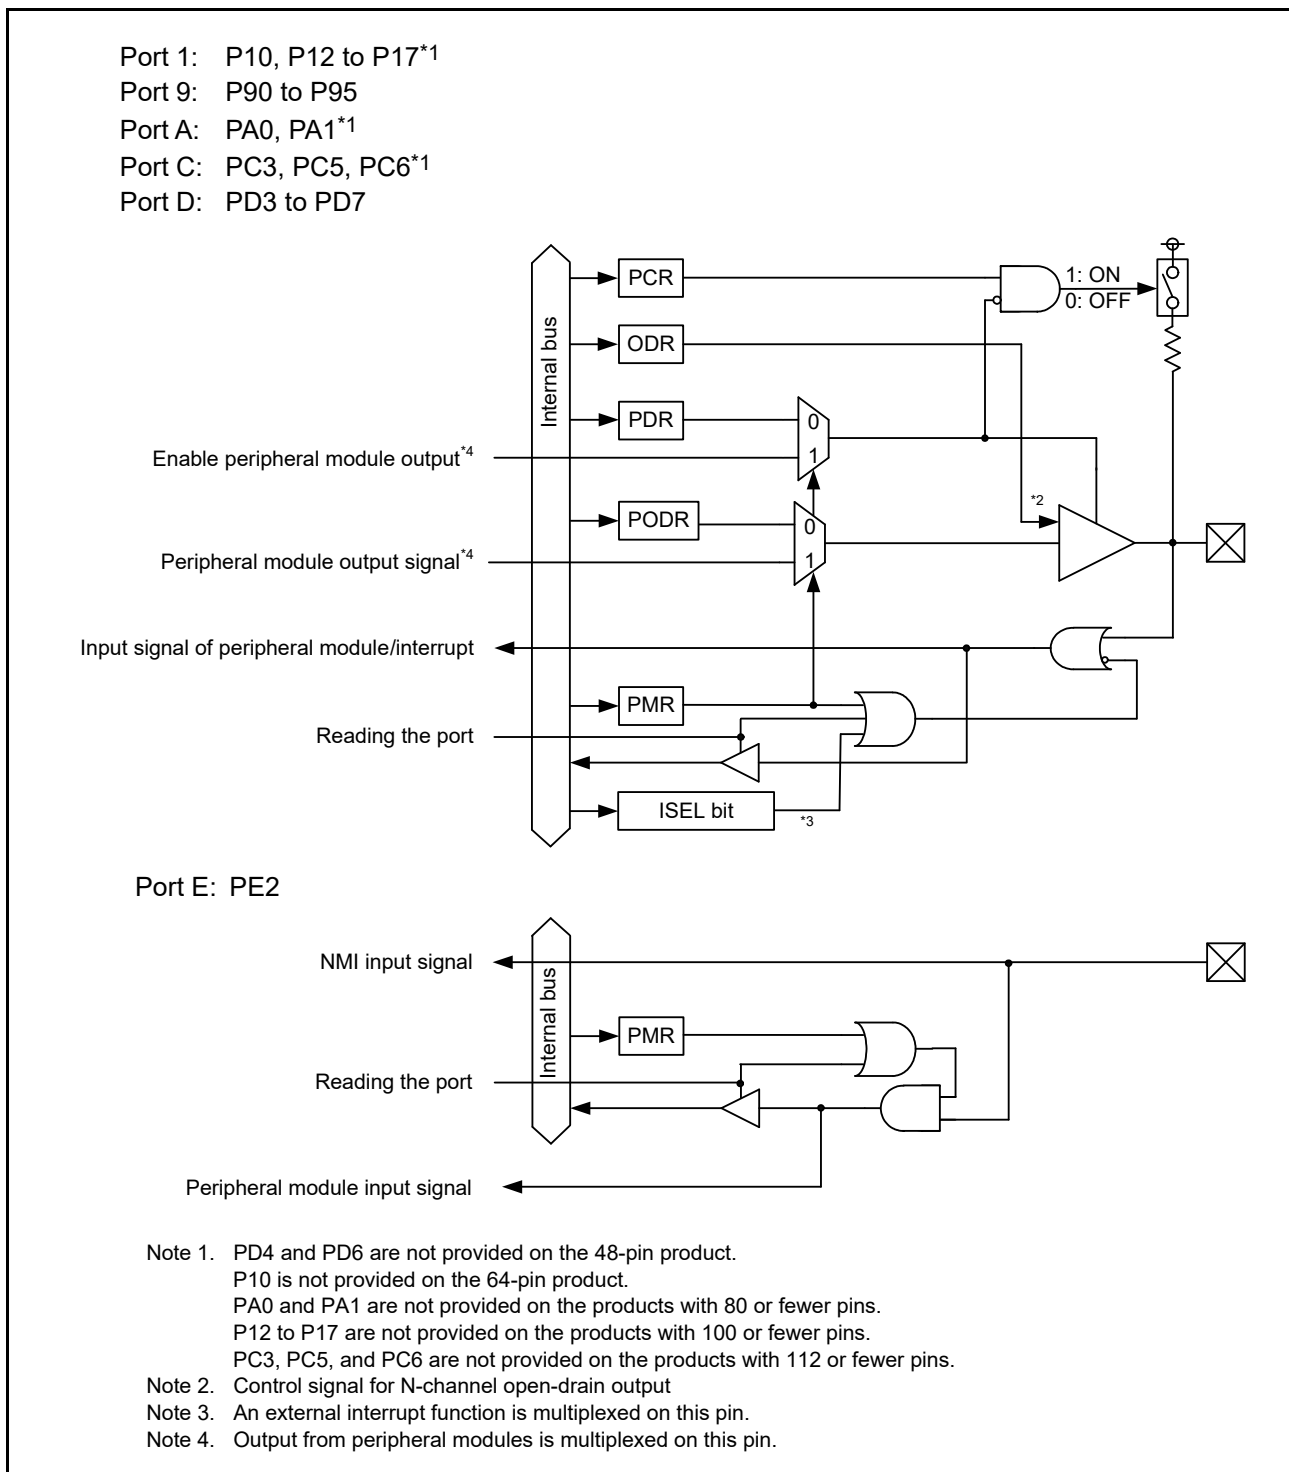 Port 1: P10, P12 to P17*1
Port 9: P90 to P95
Port A: PA0, PA1*1
Port C: PC3, PC5, PC6*1
Port D: PD3 to PD7
Internal bus
PCR
1: ON
0: OFF
ODR
PDR
0
Enable peripheral module output*4
1
*2
PODR
0
Peripheral module output signal*4
1
Input signal of peripheral module/interrupt
PMR
Reading the port
ISEL bit
*3
Port E: PE2
NMI input signal
Internal bus
PMR
Reading the port
Peripheral module input signal
Note 1. PD4 and PD6 are not provided on the 48-pin product.
P10 is not provided on the 64-pin product.
PA0 and PA1 are not provided on the products with 80 or fewer pins.
P12 to P17 are not provided on the products with 100 or fewer pins.
PC3, PC5, and PC6 are not provided on the products with 112 or fewer pins.
Note 2. Control signal for N-channel open-drain output
Note 3. An external interrupt function is multiplexed on this pin.
Note 4. Output from peripheral modules is multiplexed on this pin.